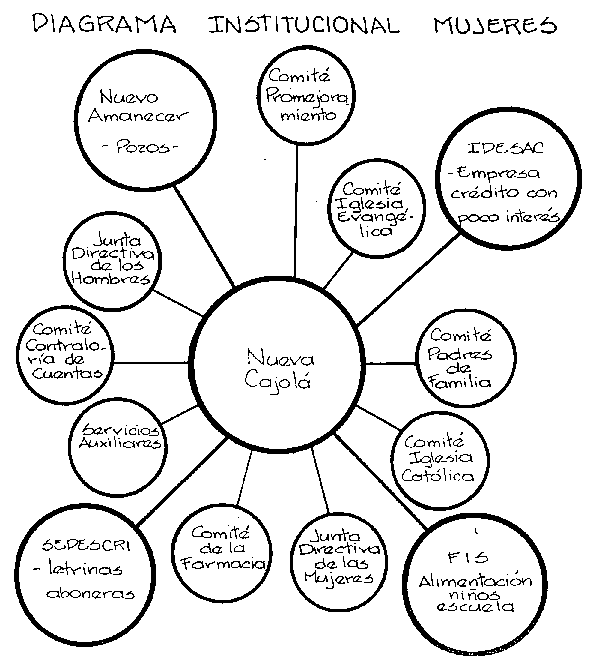 DIAGRAMA INSTITUCIONAL MUJERES
Nuevo
Amanecer
- Pozos -
Comité
Promejora
miento
IDESAC
- Empresa
crédito con
poco interés
Comité
Iglesia
Evangé-
lica
Junta
Directiva
de los
Hombres
Comité
Contralo-
ría de
Cuentas
Nueva
Cajolá
Comité
Padres
de
Familia
Servicios
Auxiliares
Comité
Iglesia
Católica
SEDESCRI
- letrinas
aboneras
Comité
de la
Farmacia
Junta
Directiva
de las
Mujeres
FIS
Alimentación
niños
escuela